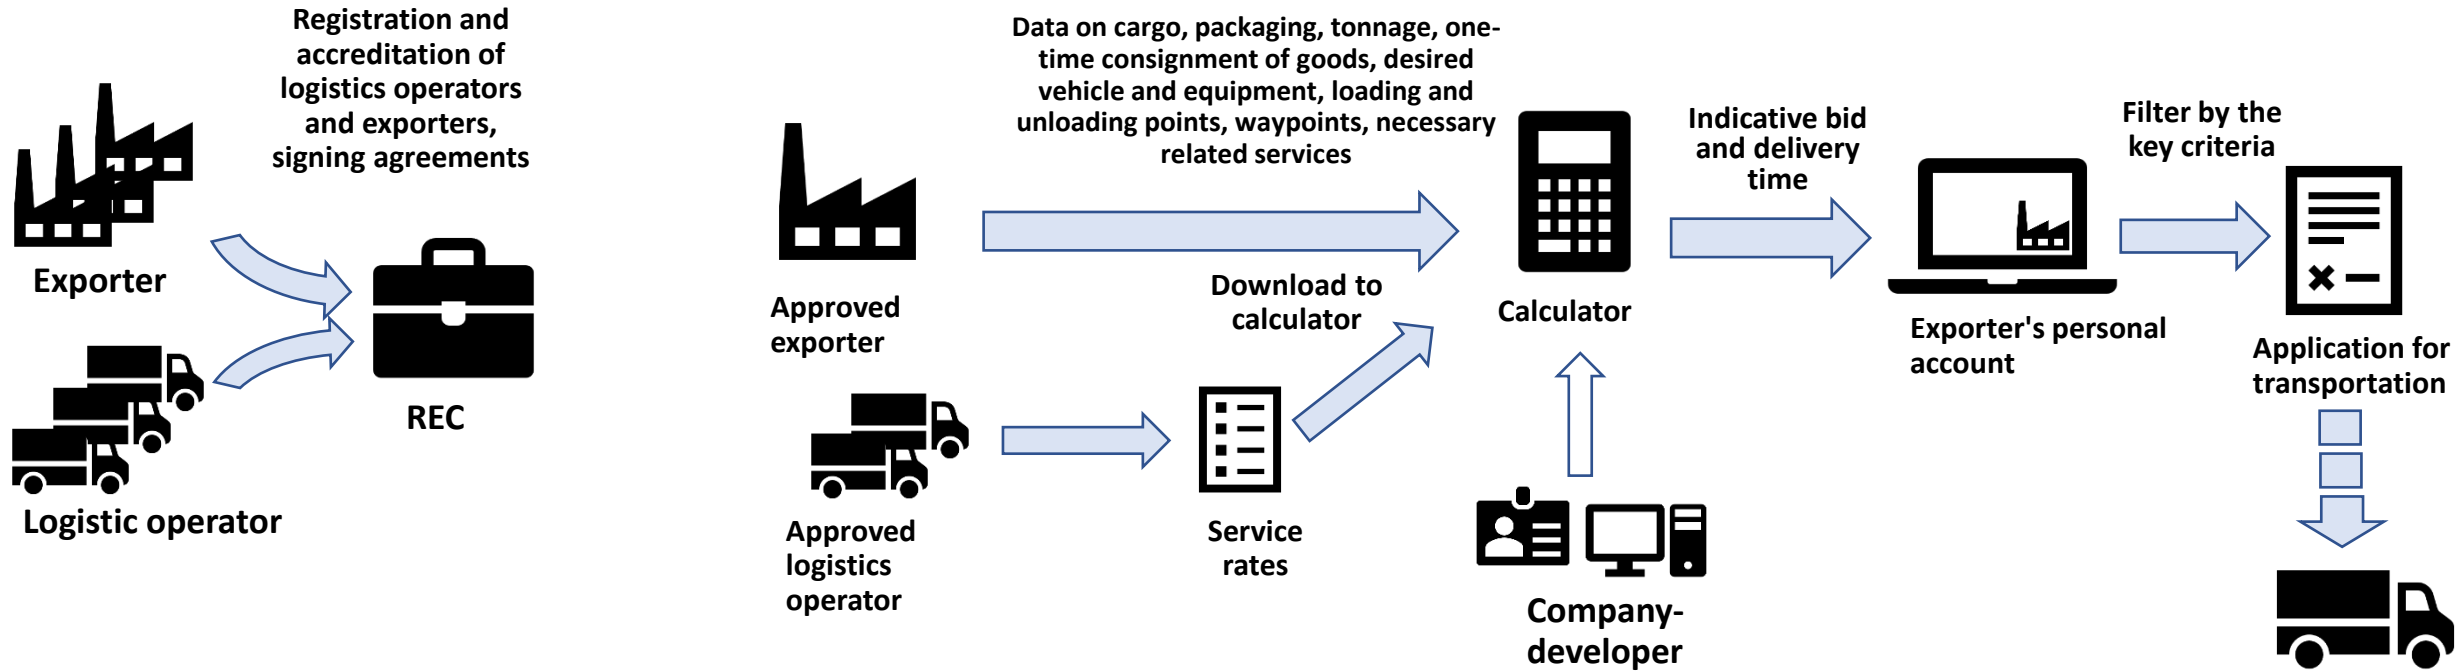 Registration and
accreditation of
logistics operators
and exporters,
signing agreements
Exporter
REC
Logistic operator
Data on cargo, packaging, tonnage, one-
time consignment of goods, desired
vehicle and equipment, loading and
unloading points, waypoints, necessary
related services
Approved
exporter
Download to
calculator
Approved
logistics
operator
Service
rates
Calculator
Company-
developer
Indicative bid
and delivery
time
Exporter's personal
account
Filter by the
key criteria
Application for
transportation